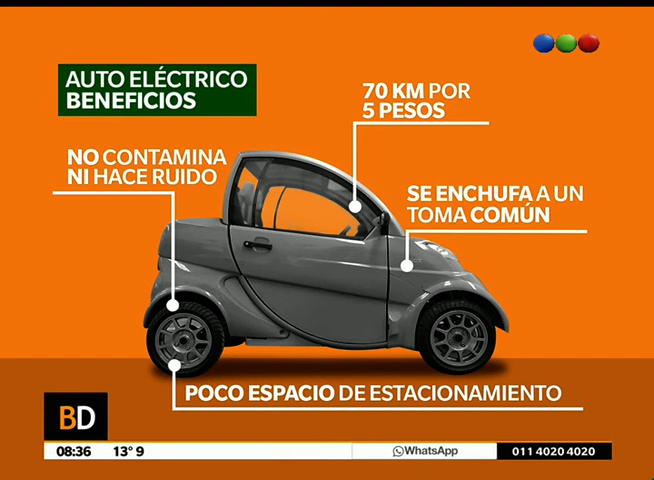 AUTO ELÉCTRICO
BENEFICIOS
70 KM POR
5 PESOS
NO CONTAMINA
NI HACE RUIDO
SE ENCHUFA A UN
TOMA COMÚN
POCO ESPACIO DE ESTACIONAMIENTO
BD
08:36 13° 9 WhatsApp 011 4020 4020